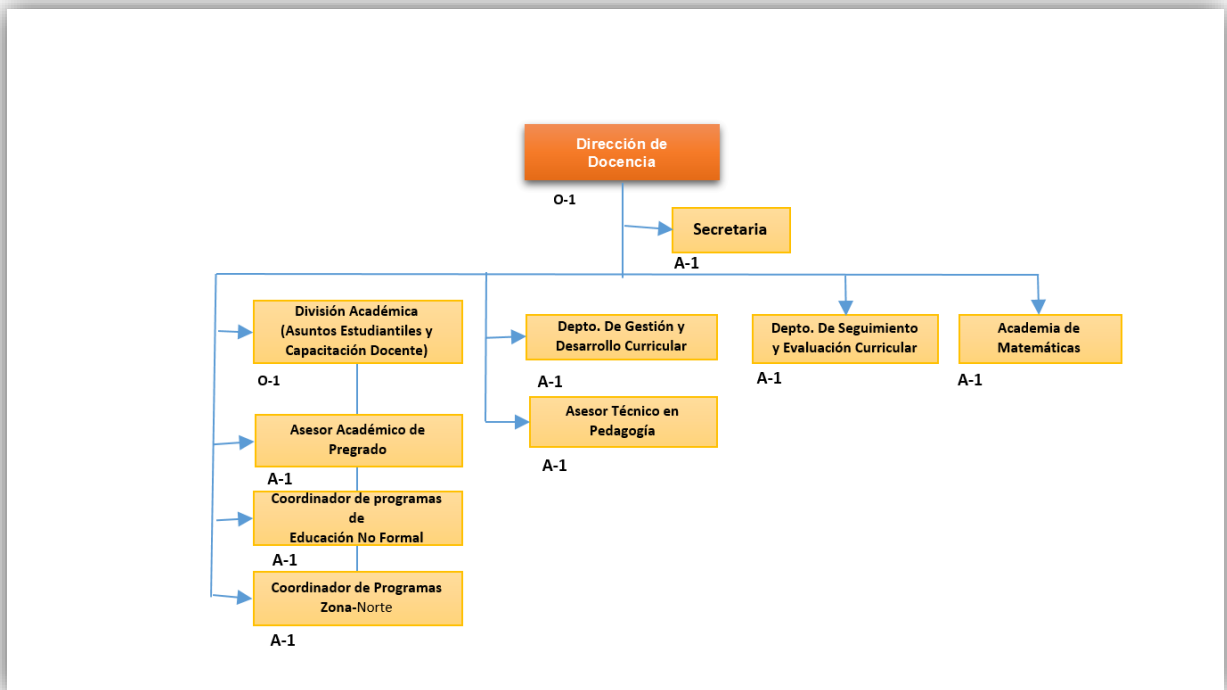 Dirección de
Docencia
O-1
Secretaria
A-1
División Académica
(Asuntos Estudiantiles y
Capacitación Docente)
O-1
Asesor Académico de
Pregrado
A-1
Coordinador de programas
de
Educación No Formal
A-1
Coordinador de Programas
Zona-Norte
A-1
Depto. De Gestión y
Desarrollo Curricular
A-1
Asesor Técnico en
Pedagogía
A-1
Depto. De Seguimiento
y Evaluación Curricular
A-1
Academia de
Matemáticas
A-1